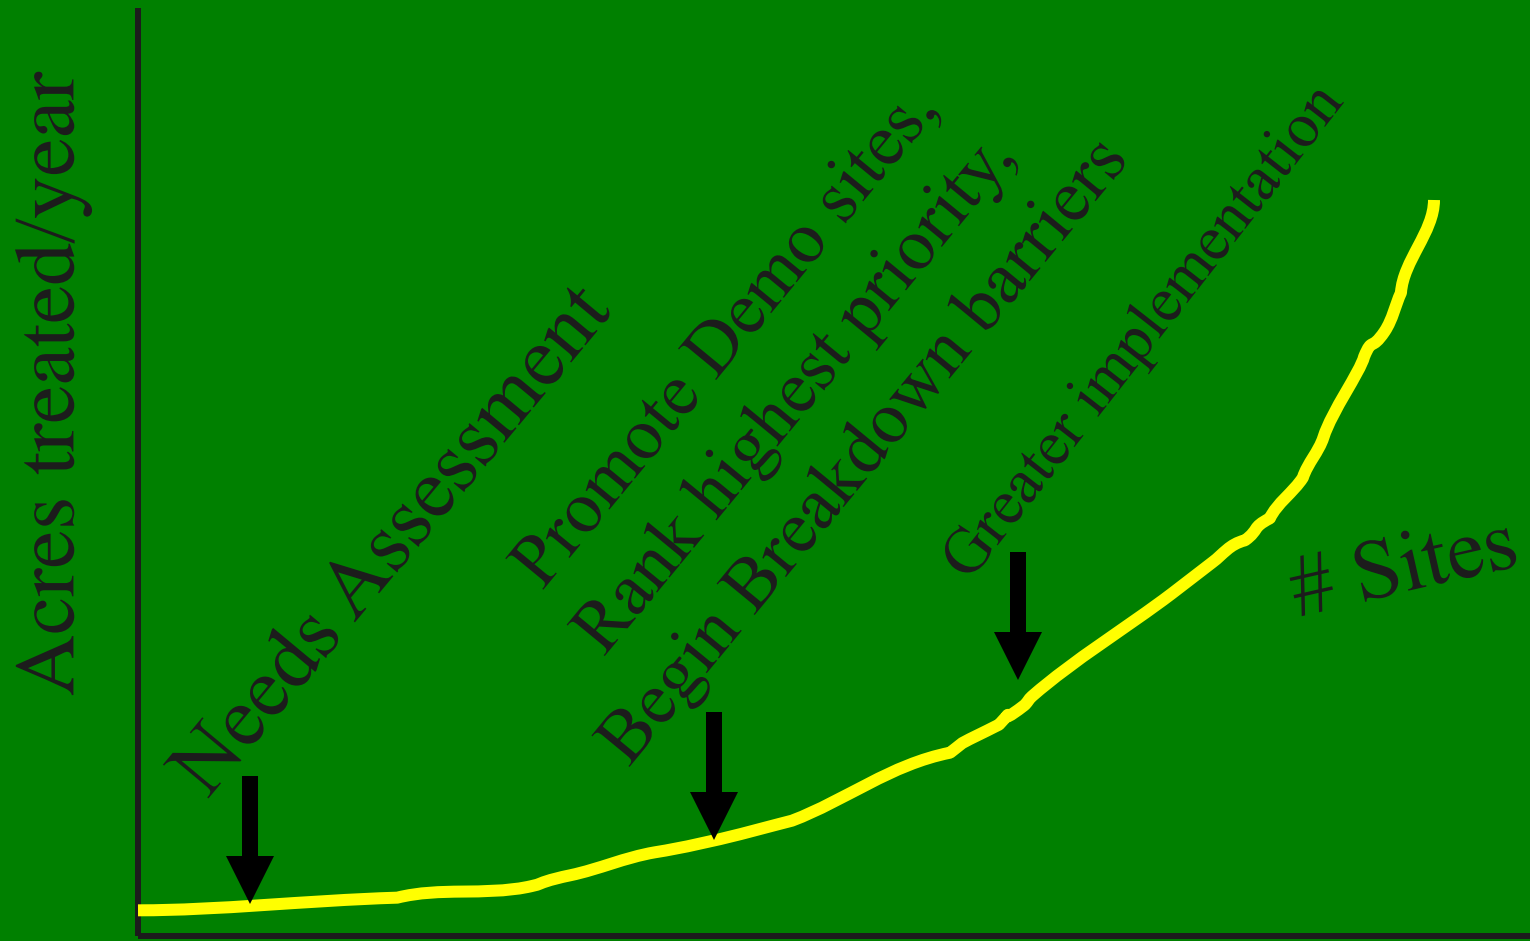 Acres treated/year
Needs Assessment
Promote Demo sites,
Rank highest priority,
Begin Breakdown barriers
Greater implementation
# Sites